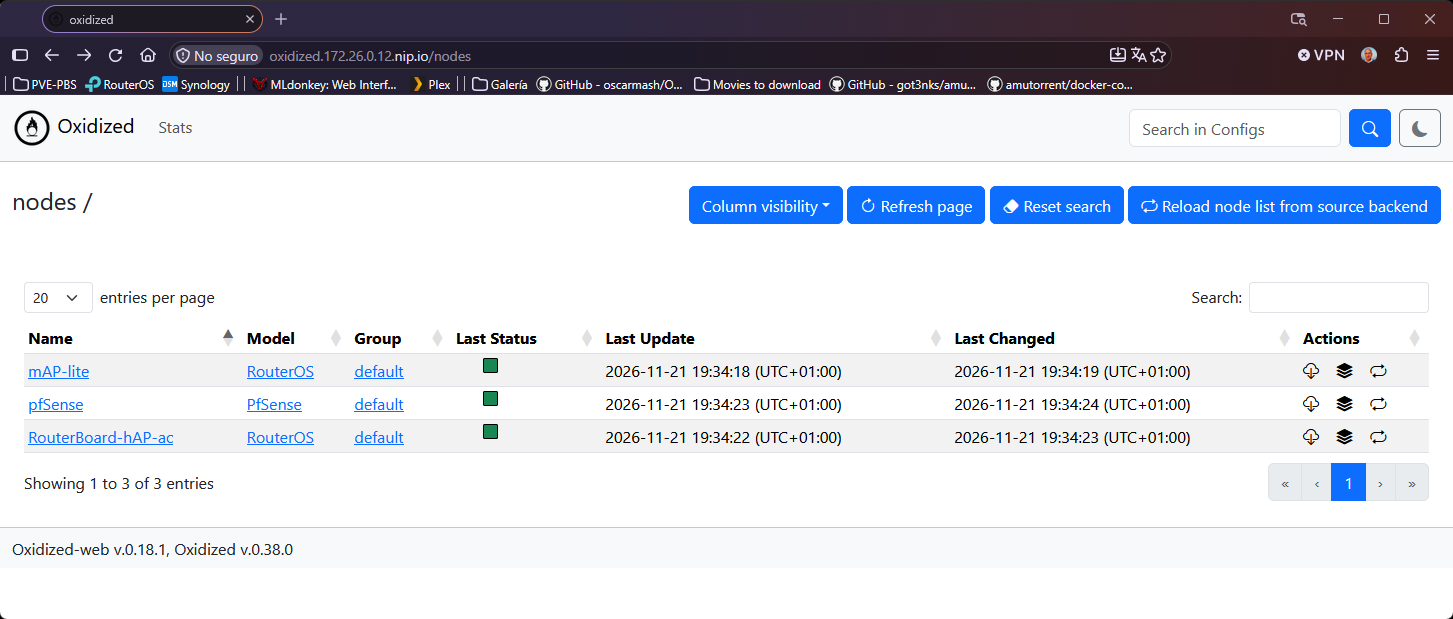 oxidized
No seguro oxidized.172.26.0.12.nip.io/nodes VPN
PVE-PBS RouterOS DSM Synology MLdonkey: Web Interf... Plex Galería GitHub - oscarmash/O... Movies to download GitHub - got3nks/amu... amutorrent/docker-co...
Oxidized Stats Search in Configs
nodes / Column visibility Refresh page Reset search Reload node list from source backend
20 entries per page Search:
Name Model Group Last Status Last Update Last Changed Actions
mAP-lite RouterOS default 2026-11-21 19:34:18 (UTC+01:00) 2026-11-21 19:34:19 (UTC+01:00)
pfSense PfSense default 2026-11-21 19:34:23 (UTC+01:00) 2026-11-21 19:34:24 (UTC+01:00)
RouterBoard-hAP-ac RouterOS default 2026-11-21 19:34:22 (UTC+01:00) 2026-11-21 19:34:23 (UTC+01:00)
Showing 1 to 3 of 3 entries « ‹ 1 › »
Oxidized-web v.0.18.1, Oxidized v.0.38.0